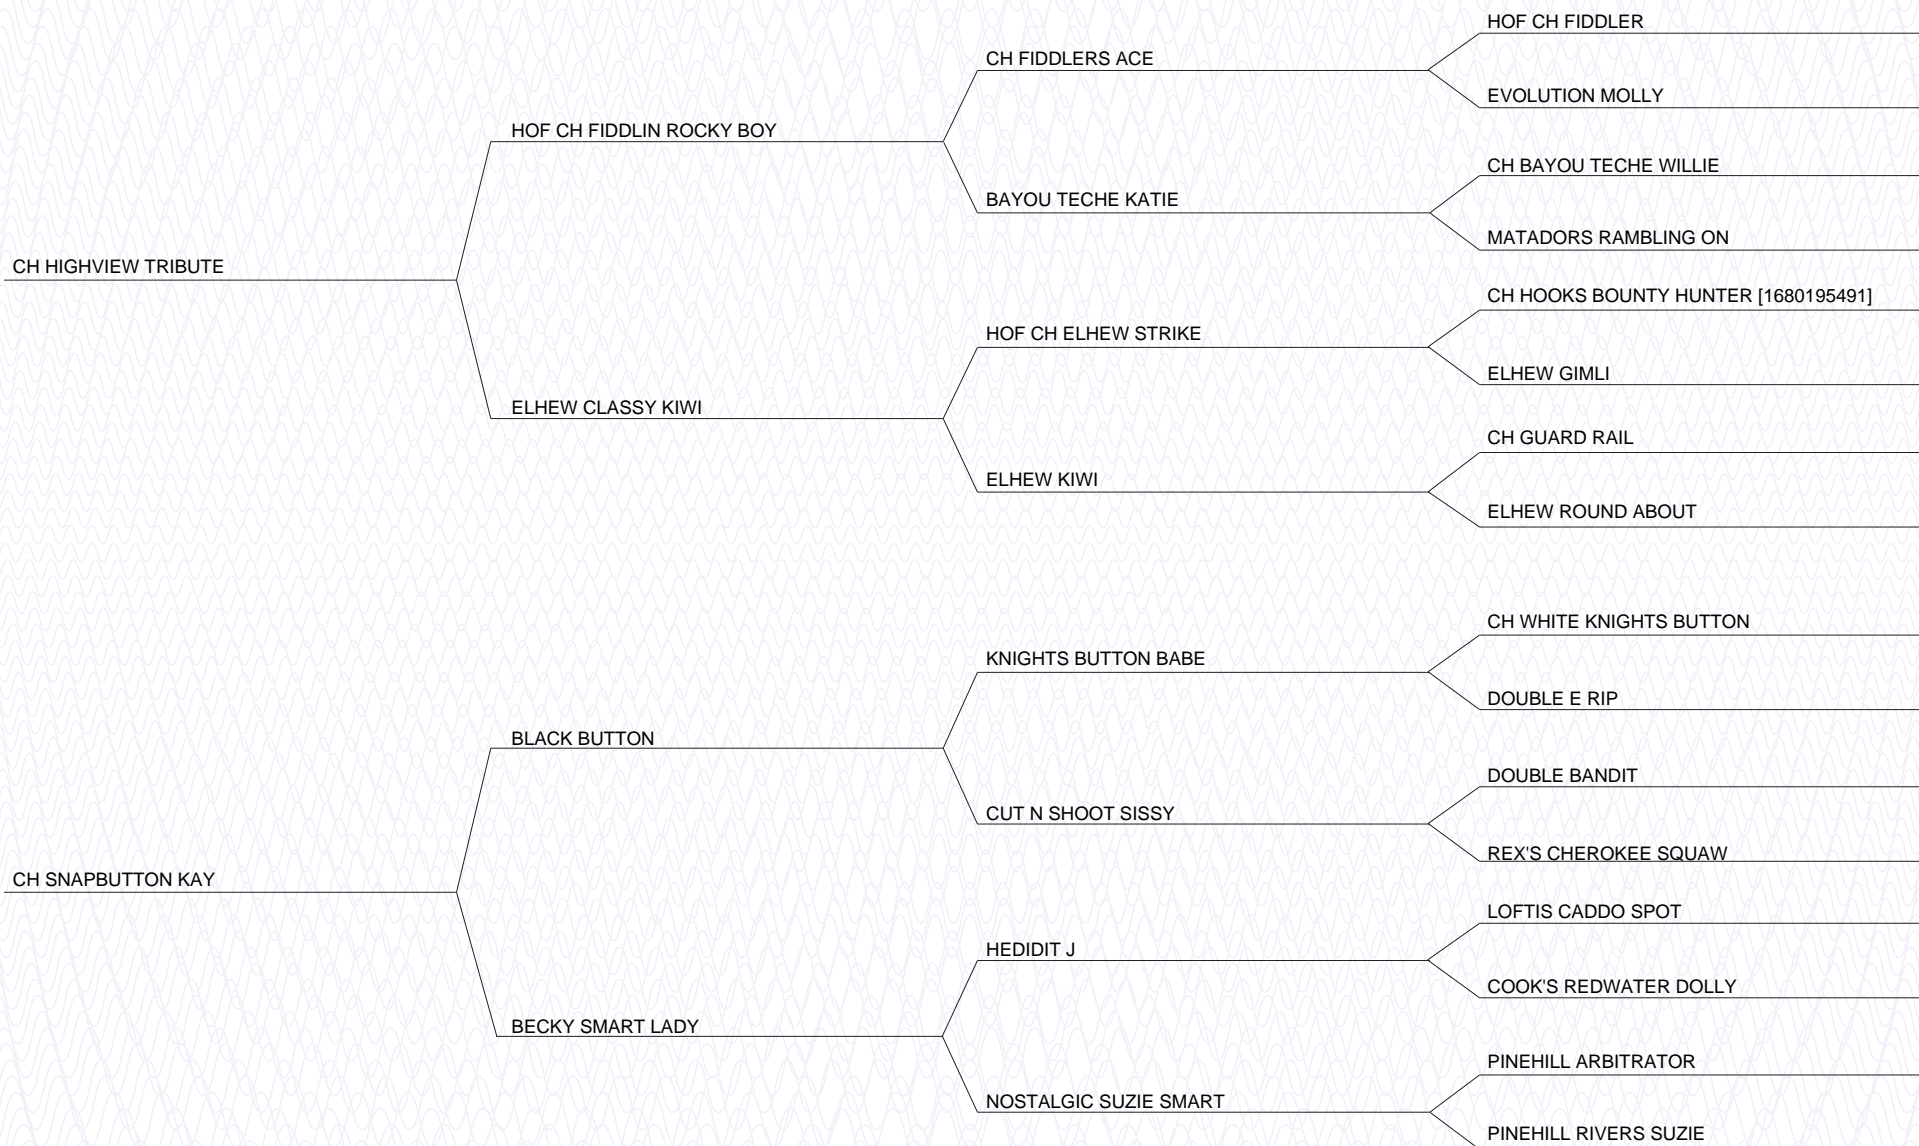 HOF CH FIDDLER
CH FIDDLERS ACE
EVOLUTION MOLLY
HOF CH FIDDLIN ROCKY BOY
CH BAYOU TECHE WILLIE
BAYOU TECHE KATIE
MATADORS RAMBLING ON
CH HIGHVIEW TRIBUTE
CH HOOKS BOUNTY HUNTER [1680195491]
HOF CH ELHEW STRIKE
ELHEW GIMLI
ELHEW CLASSY KIWI
CH GUARD RAIL
ELHEW KIWI
ELHEW ROUND ABOUT
CH WHITE KNIGHTS BUTTON
KNIGHTS BUTTON BABE
DOUBLE E RIP
BLACK BUTTON
DOUBLE BANDIT
CUT N SHOOT SISSY
REX'S CHEROKEE SQUAW
CH SNAPBUTTON KAY
LOFTIS CADDO SPOT
HEDIDIT J
COOK'S REDWATER DOLLY
BECKY SMART LADY
PINEHILL ARBITRATOR
NOSTALGIC SUZIE SMART
PINEHILL RIVERS SUZIE